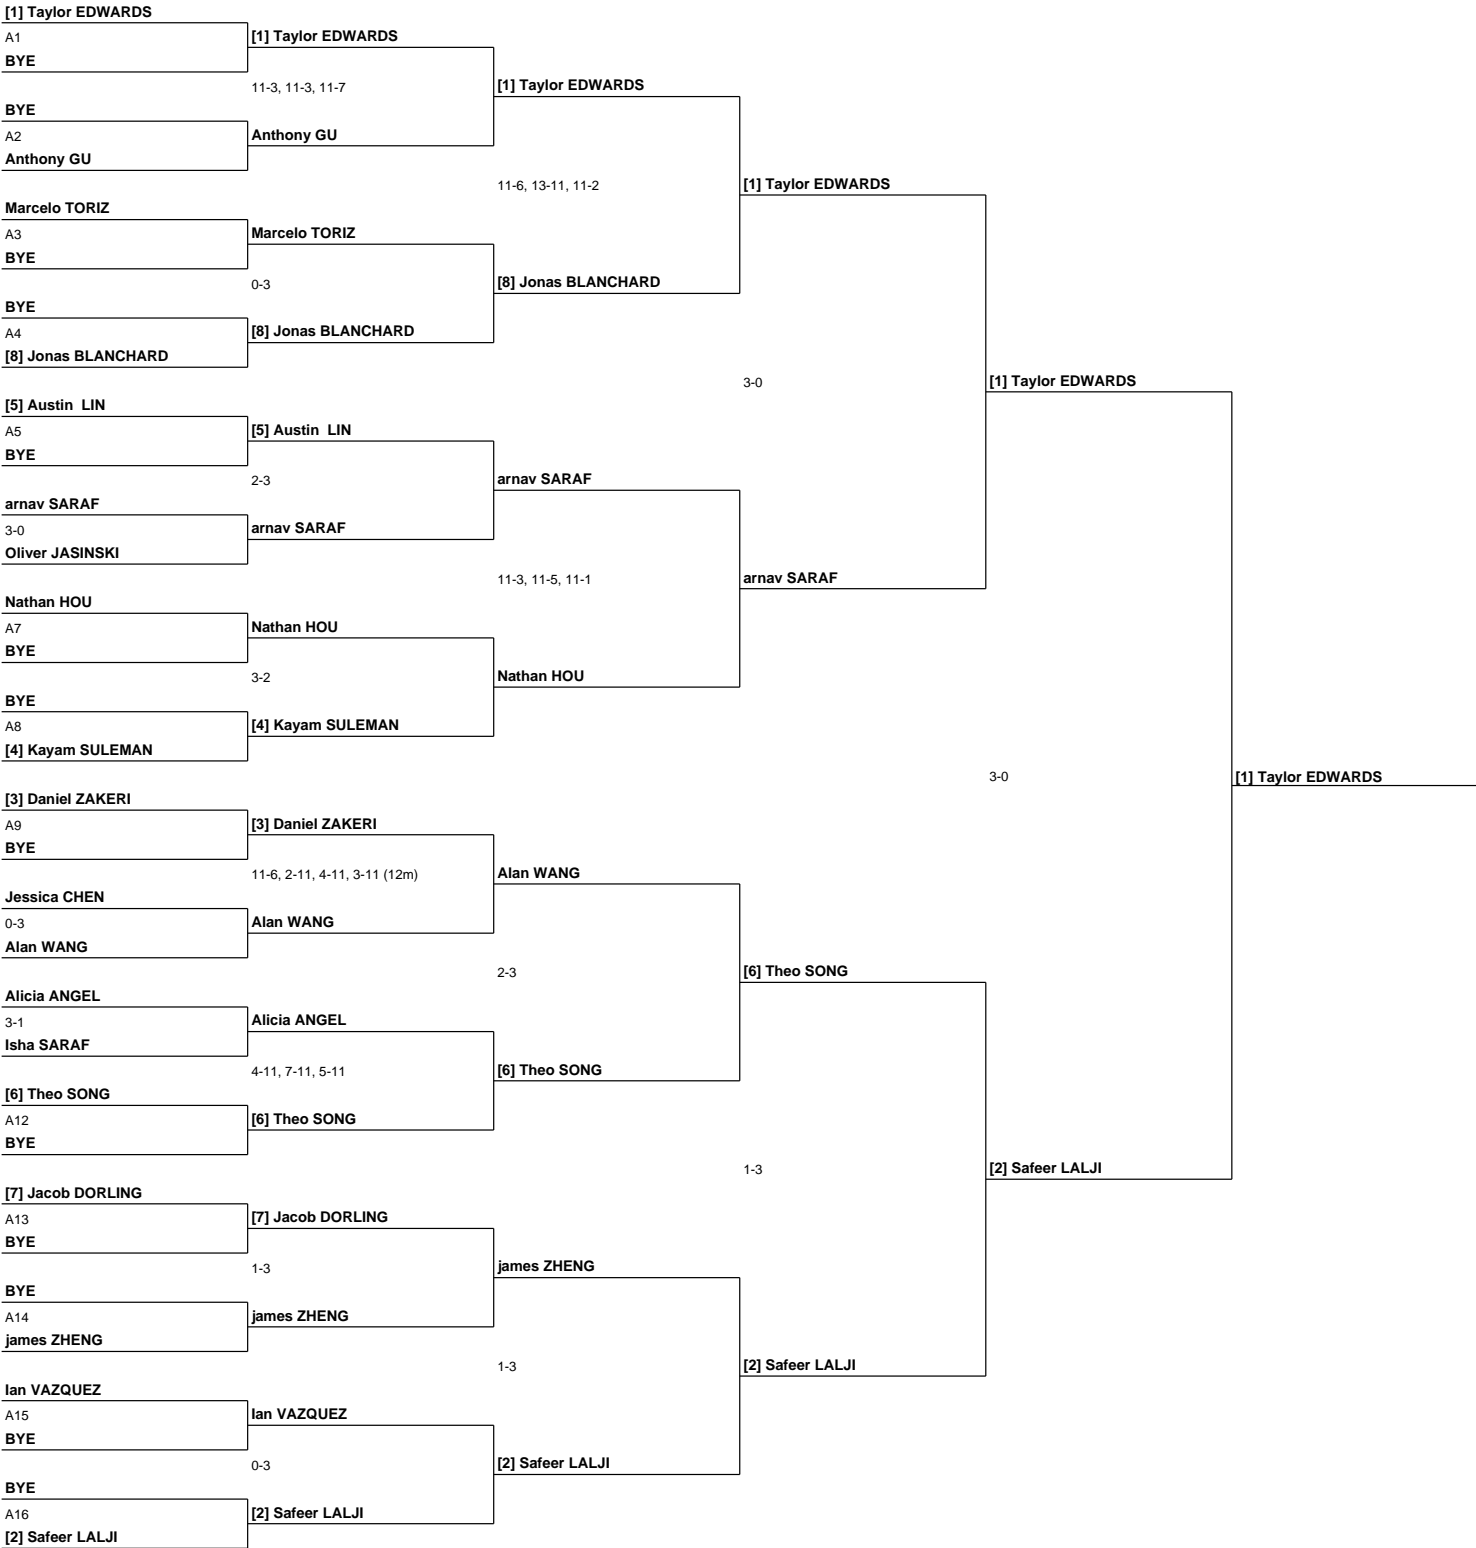 [1] Taylor EDWARDS
A1
BYE
BYE
A2
Anthony GU
Marcelo TORIZ
A3
BYE
BYE
A4
[8] Jonas BLANCHARD
[5] Austin  LIN
A5
BYE
arnav SARAF
3-0
Oliver JASINSKI
Nathan HOU
A7
BYE
BYE
A8
[4] Kayam SULEMAN
[3] Daniel ZAKERI
A9
BYE
Jessica CHEN
0-3
Alan WANG
Alicia ANGEL
3-1
Isha SARAF
[6] Theo SONG
A12
BYE
[7] Jacob DORLING
A13
BYE
BYE
A14
james ZHENG
Ian VAZQUEZ
A15
BYE
BYE
A16
[2] Safeer LALJI
[1] Taylor EDWARDS
11-3, 11-3, 11-7
Anthony GU
Marcelo TORIZ
0-3
[8] Jonas BLANCHARD
[5] Austin  LIN
2-3
arnav SARAF
Nathan HOU
3-2
[4] Kayam SULEMAN
[3] Daniel ZAKERI
11-6, 2-11, 4-11, 3-11 (12m)
Alan WANG
Alicia ANGEL
4-11, 7-11, 5-11
[6] Theo SONG
[7] Jacob DORLING
1-3
james ZHENG
Ian VAZQUEZ
0-3
[2] Safeer LALJI
[1] Taylor EDWARDS
11-6, 13-11, 11-2
[8] Jonas BLANCHARD
arnav SARAF
11-3, 11-5, 11-1
Nathan HOU
Alan WANG
2-3
[6] Theo SONG
james ZHENG
1-3
[2] Safeer LALJI
[1] Taylor EDWARDS
3-0
arnav SARAF
[6] Theo SONG
1-3
[2] Safeer LALJI
[1] Taylor EDWARDS
3-0
[2] Safeer LALJI
[1] Taylor EDWARDS